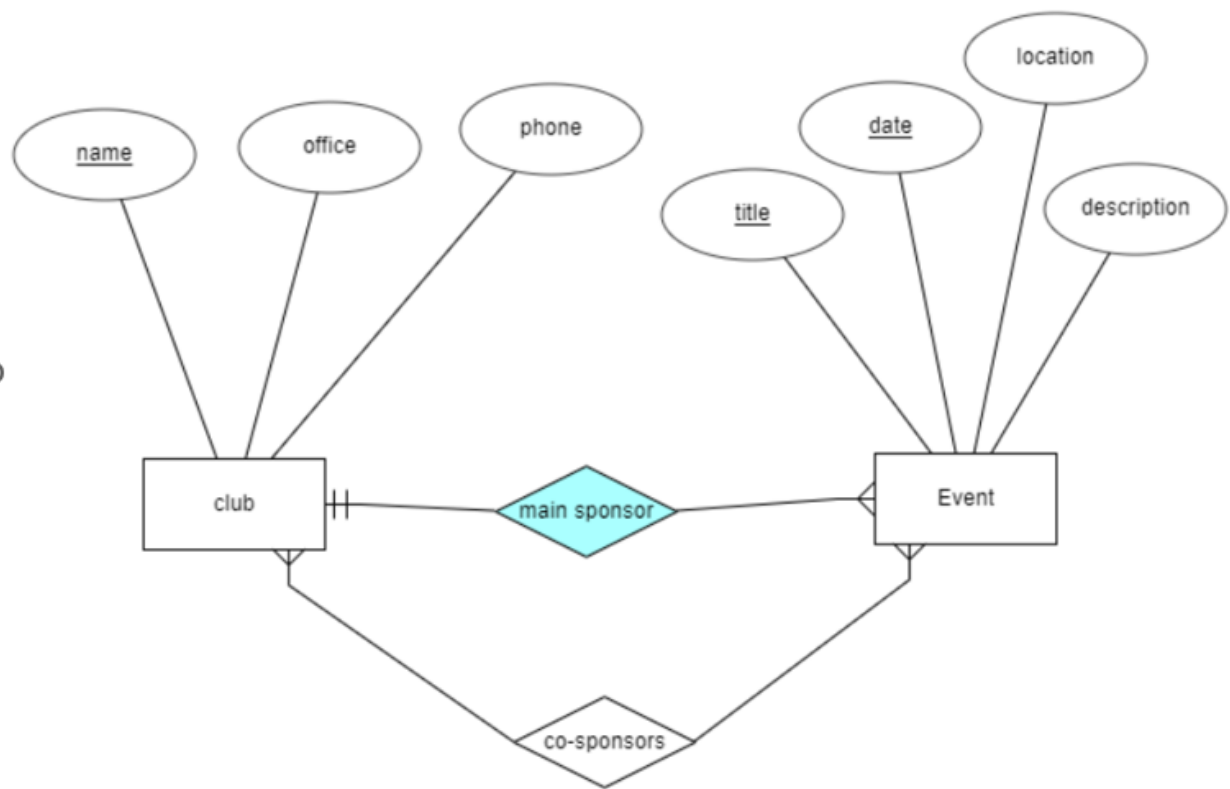 location
date
phone
office
name
description
title
club
main sponsor
Event
co-sponsors